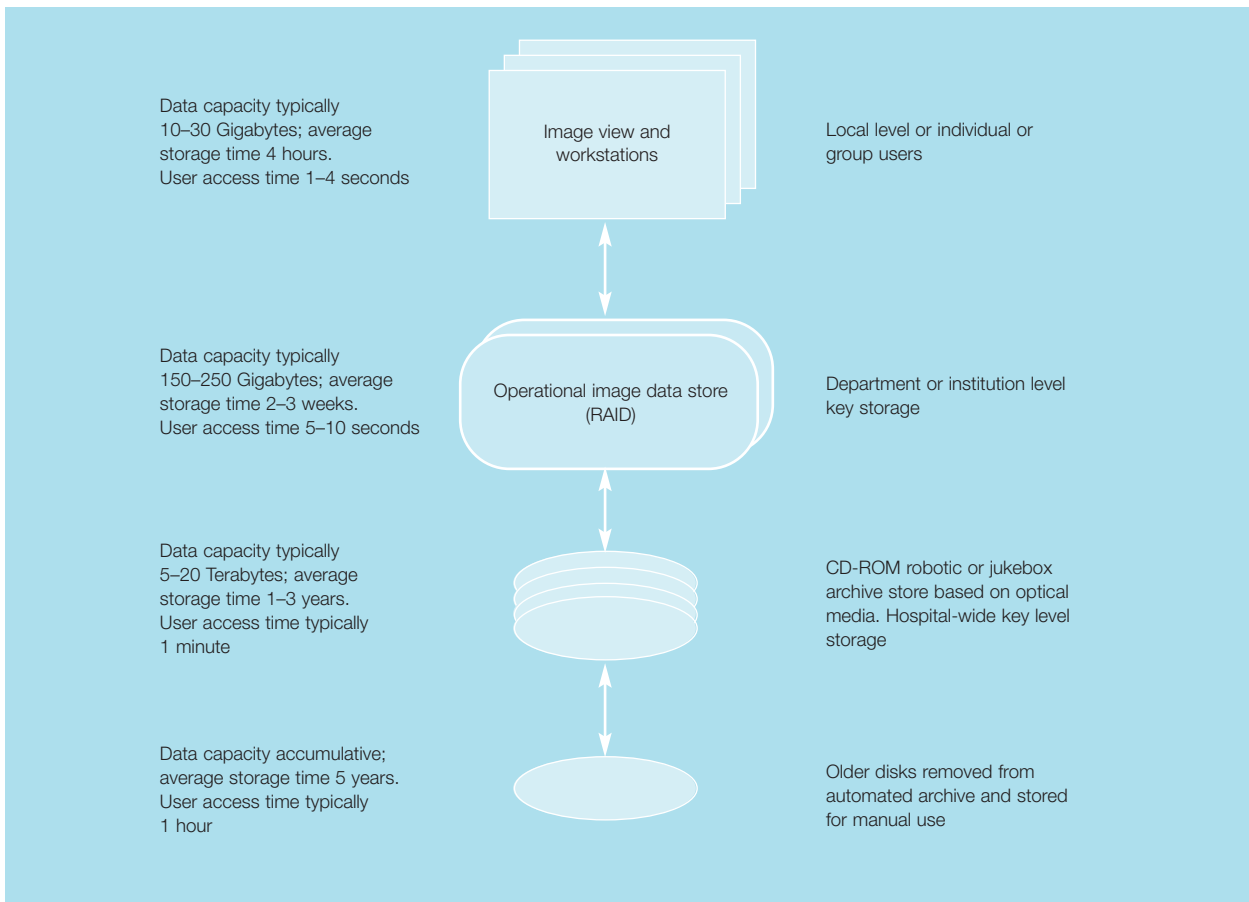 Data capacity typically
10–30 Gigabytes; average
storage time 4 hours.
User access time 1–4 seconds
Image view and
workstations
Local level or individual or
group users
Data capacity typically
150–250 Gigabytes; average
storage time 2–3 weeks.
User access time 5–10 seconds
Operational image data store
(RAID)
Department or institution level
key storage
Data capacity typically
5–20 Terabytes; average
storage time 1–3 years.
User access time typically
1 minute
CD-ROM robotic or jukebox
archive store based on optical
media. Hospital-wide key level
storage
Data capacity accumulative;
average storage time 5 years.
User access time typically
1 hour
Older disks removed from
automated archive and stored
for manual use